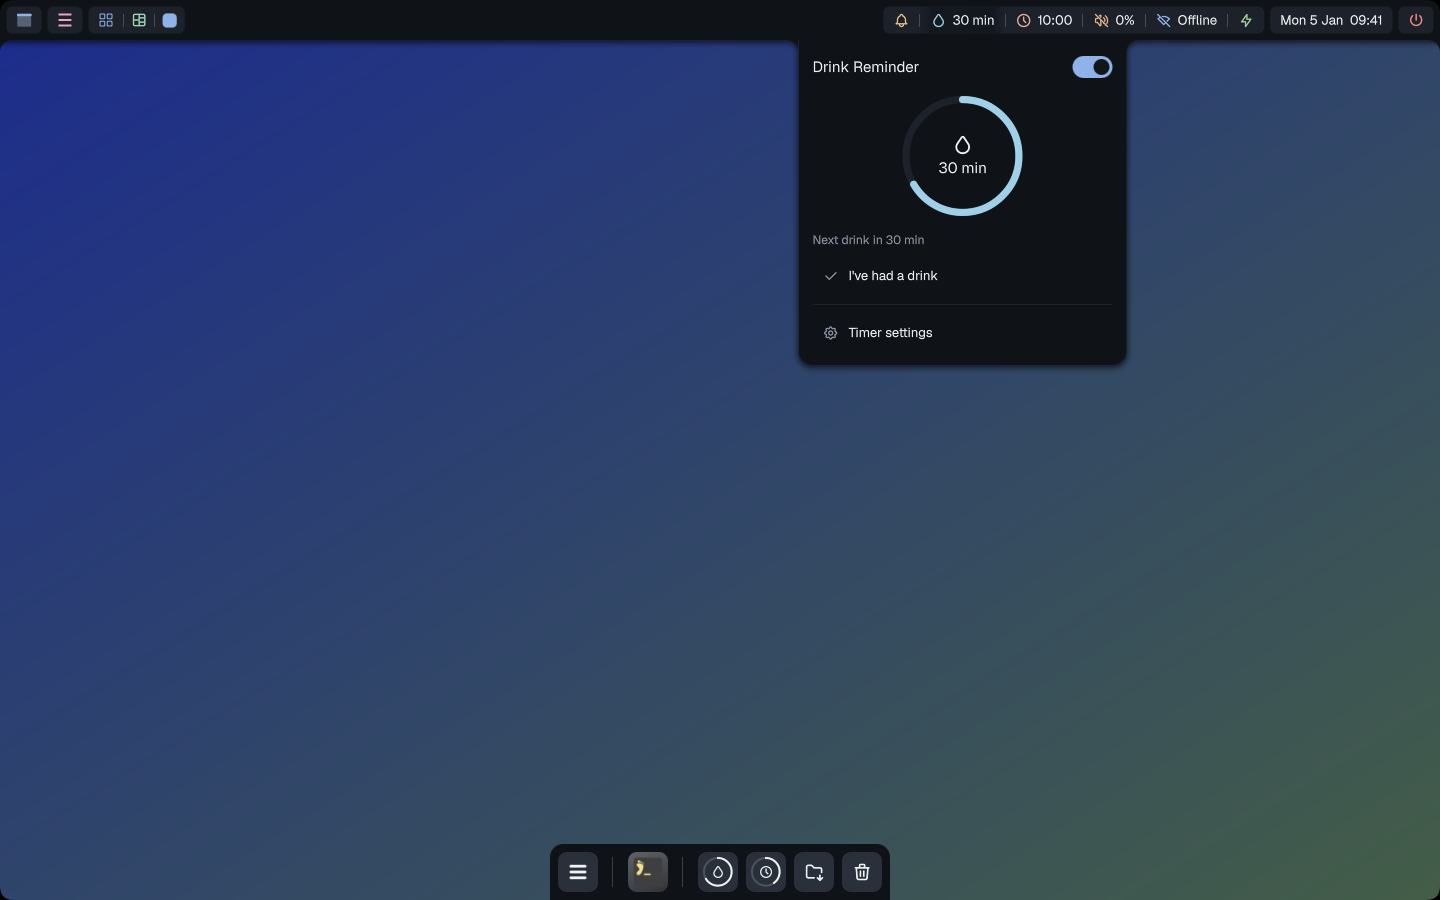 30 min 10:00 0% Offline Mon 5 Jan 09:41
Drink Reminder
30 min
Next drink in 30 min
I've had a drink
Timer settings